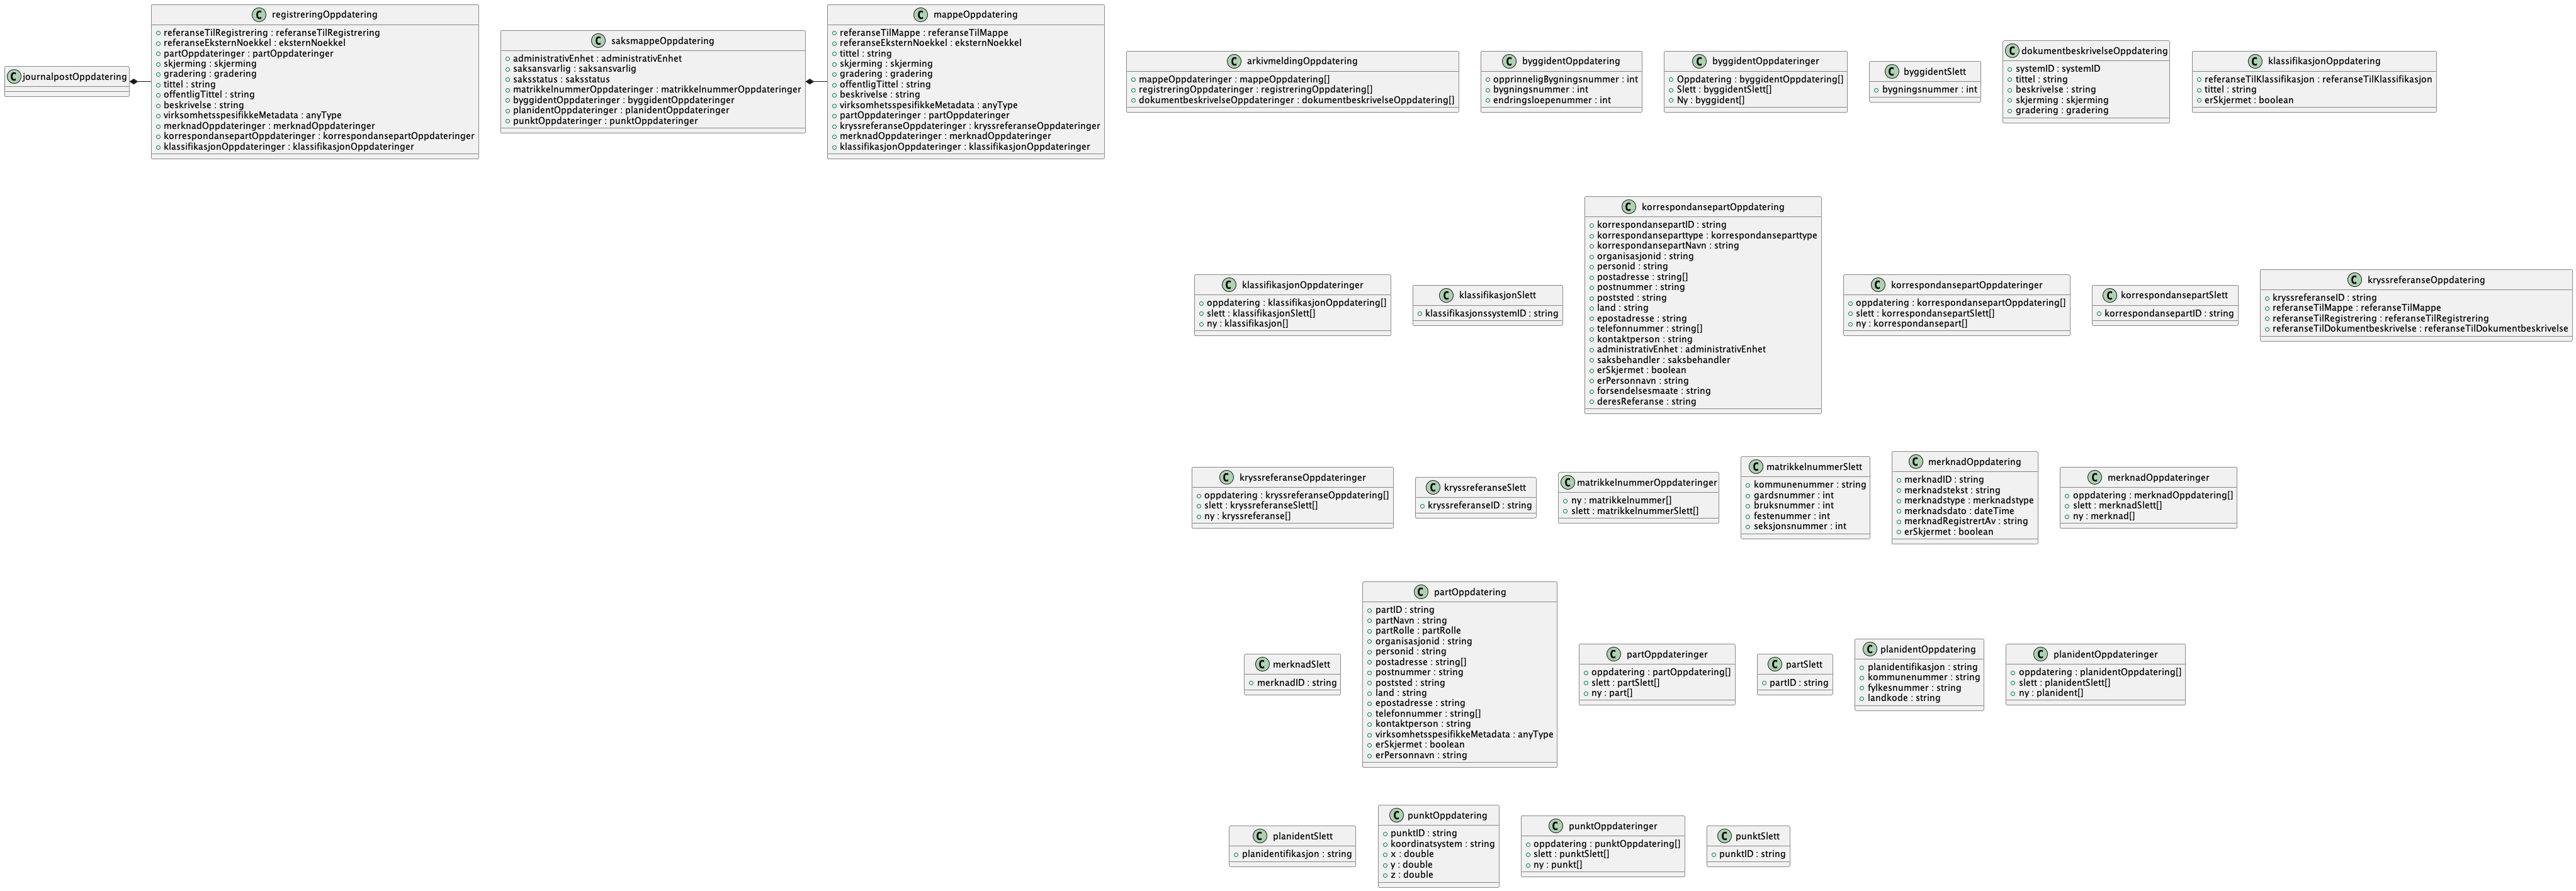 C journalpostOppdatering
C registreringOppdatering
referanseTilRegistrering : referanseTilRegistrering
referanseEksternNoekkel : eksternNoekkel
partOppdateringer : partOppdateringer
skjerming : skjerming
gradering : gradering
tittel : string
offentligTittel : string
beskrivelse : string
virksomhetsspesifikkeMetadata : anyType
merknadOppdateringer : merknadOppdateringer
korrespondansepartOppdateringer : korrespondansepartOppdateringer
klassifikasjonOppdateringer : klassifikasjonOppdateringer
C saksmappeOppdatering
administrativEnhet : administrativEnhet
saksansvarlig : saksansvarlig
saksstatus : saksstatus
matrikkelnummerOppdateringer : matrikkelnummerOppdateringer
byggidentOppdateringer : byggidentOppdateringer
planidentOppdateringer : planidentOppdateringer
punktOppdateringer : punktOppdateringer
C mappeOppdatering
referanseTilMappe : referanseTilMappe
referanseEksternNoekkel : eksternNoekkel
tittel : string
skjerming : skjerming
gradering : gradering
offentligTittel : string
beskrivelse : string
virksomhetsspesifikkeMetadata : anyType
partOppdateringer : partOppdateringer
kryssreferanseOppdateringer : kryssreferanseOppdateringer
merknadOppdateringer : merknadOppdateringer
klassifikasjonOppdateringer : klassifikasjonOppdateringer
C arkivmeldingOppdatering
mappeOppdateringer : mappeOppdatering[]
registreringOppdateringer : registreringOppdatering[]
dokumentbeskrivelseOppdateringer : dokumentbeskrivelseOppdatering[]
C byggidentOppdatering
opprineligBygningsnummer : int
bygningsnummer : int
endringsloepenummer : int
C byggidentOppdateringer
Oppdatering : byggidentOppdatering[]
Slett : byggidentSlett[]
Ny : byggident[]
C byggidentSlett
bygningsnummer : int
C dokumentbeskrivelseOppdatering
systemID : systemID
tittel : string
beskrivelse : string
skjerming : skjerming
gradering : gradering
C klassifikasjonOppdatering
referanseTilKlassifikasjon : referanseTilKlassifikasjon
tittel : string
erSkjermet : boolean
C klassifikasjonOppdateringer
oppdatering : klassifikasjonOppdatering[]
slett : klassifikasjonSlett[]
ny : klassifikasjon[]
C klassifikasjonSlett
klassifikasjonssystemID : string
C korrespondansepartOppdatering
korrespondansepartID : string
korrespondanseparttype : korrespondanseparttype
korrespondansepartNavn : string
organisasjonid : string
personid : string
postadresse : string[]
postnummer : string
poststed : string
land : string
epostadresse : string
telefonnummer : string[]
kontaktperson : string
administrativEnhet : administrativEnhet
saksbehandler : saksbehandler
erSkjermet : boolean
erPersonnavn : string
forsendelsesmaate : string
deresReferanse : string
C korrespondansepartOppdateringer
oppdatering : korrespondansepartOppdatering[]
slett : korrespondansepartSlett[]
ny : korrespondansepart[]
C korrespondansepartSlett
korrespondansepartID : string
C kryssreferanseOppdatering
kryssreferanseID : string
referanseTilMappe : referanseTilMappe
referanseTilRegistrering : referanseTilRegistrering
referanseTilDokumentbeskrivelse : referanseTilDokumentbeskrivelse
C kryssreferanseOppdateringer
oppdatering : kryssreferanseOppdatering[]
slett : kryssreferanseSlett[]
ny : kryssreferanse[]
C kryssreferanseSlett
kryssreferanseID : string
C matrikkelnummerOppdateringer
ny : matrikkelnummer[]
slett : matrikkelnummerSlett[]
C matrikkelnummerSlett
kommunenummer : string
gardsnummer : int
bruksnummer : int
festenummer : int
seksjonsnummer : int
C merknadOppdatering
merknadID : string
merknadstekst : string
merknadstype : merknadstype
merknadsdato : dateTime
merknadRegistrertAv : string
erSkjermet : boolean
C merknadOppdateringer
oppdatering : merknadOppdatering[]
slett : merknadSlett[]
ny : merknad[]
C merknadSlett
merknadID : string
C partOppdatering
partID : string
partNavn : string
partRolle : partRolle
organisasjonid : string
personid : string
postadresse : string[]
postnummer : string
poststed : string
land : string
epostadresse : string
telefonnummer : string[]
kontaktperson : string
virksomhetsspesifikkeMetadata : anyType
erSkjermet : boolean
erPersonnavn : string
C partOppdateringer
oppdatering : partOppdatering[]
slett : partSlett[]
ny : part[]
C partSlett
partID : string
C planidentOppdatering
planidentifikasjon : string
kommunenummer : string
fylkesnummer : string
landkode : string
C planidentOppdateringer
oppdatering : planidentOppdatering[]
slett : planidentSlett[]
ny : planident[]
C planidentSlett
planidentifikasjon : string
C punktOppdatering
punktID : string
koordinatsystem : string
x : double
y : double
z : double
C punktOppdateringer
oppdatering : punktOppdatering[]
slett : punktSlett[]
ny : punkt[]
C punktSlett
punktID : string